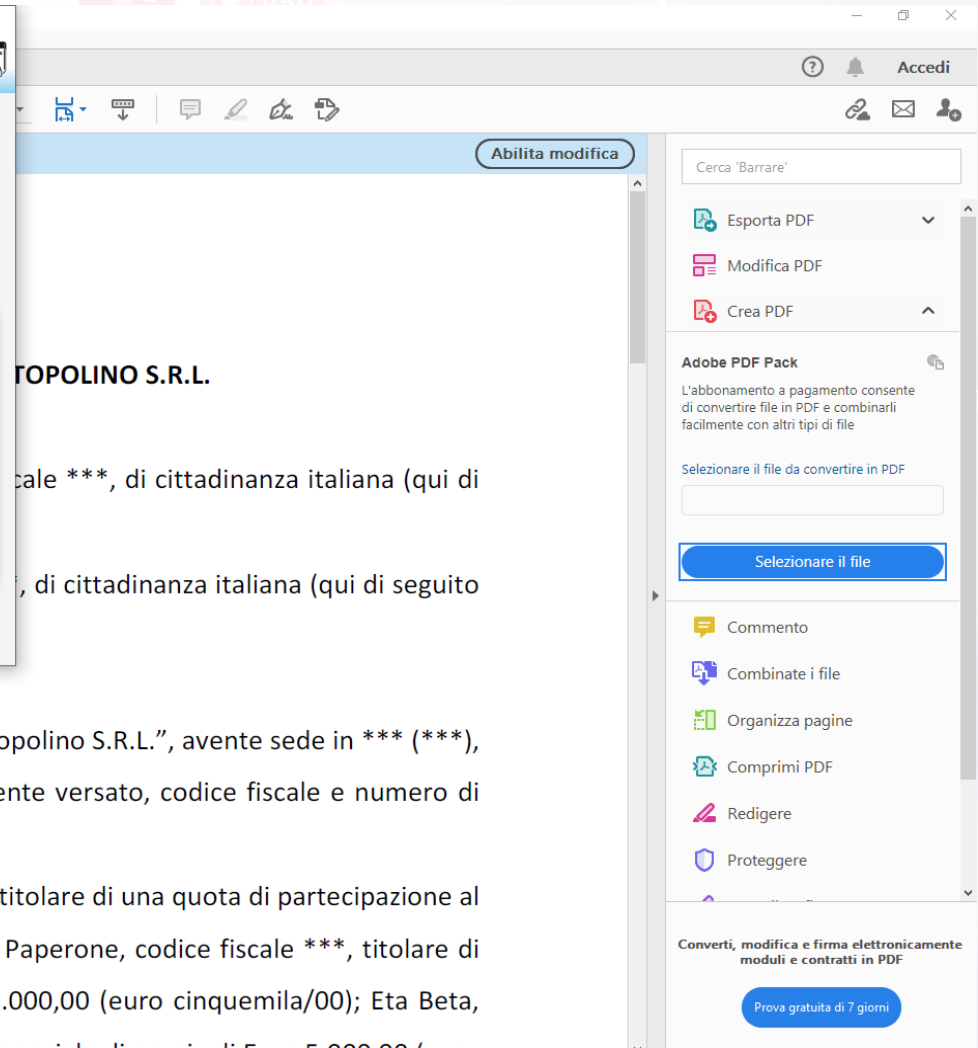 Accedi
Abilita modifica
Cerca 'Barrare'
Esporta PDF
Modifica PDF
Crea PDF
Adobe PDF Pack
L'abbonamento a pagamento consente
di convertire file in PDF e combinarli
facilmente con altri tipi di file
Selezionare il file da convertire in PDF
Selezionare il file
Commento
Combinate i file
Organizza pagine
Comprimi PDF
Redigere
Proteggere
Converti, modifica e firma elettronicamente
moduli e contratti in PDF
Prova gratuita di 7 giorni
TOPOLINO S.R.L.
cale ***, di cittadinanza italiana (qui di
*, di cittadinanza italiana (qui di seguito
opolino S.R.L.”, avente sede in *** (***),
ente versato, codice fiscale e numero di
titolare di una quota di partecipazione al
Paperone, codice fiscale ***, titolare di
.000,00 (euro cinquemila/00); Eta Beta,